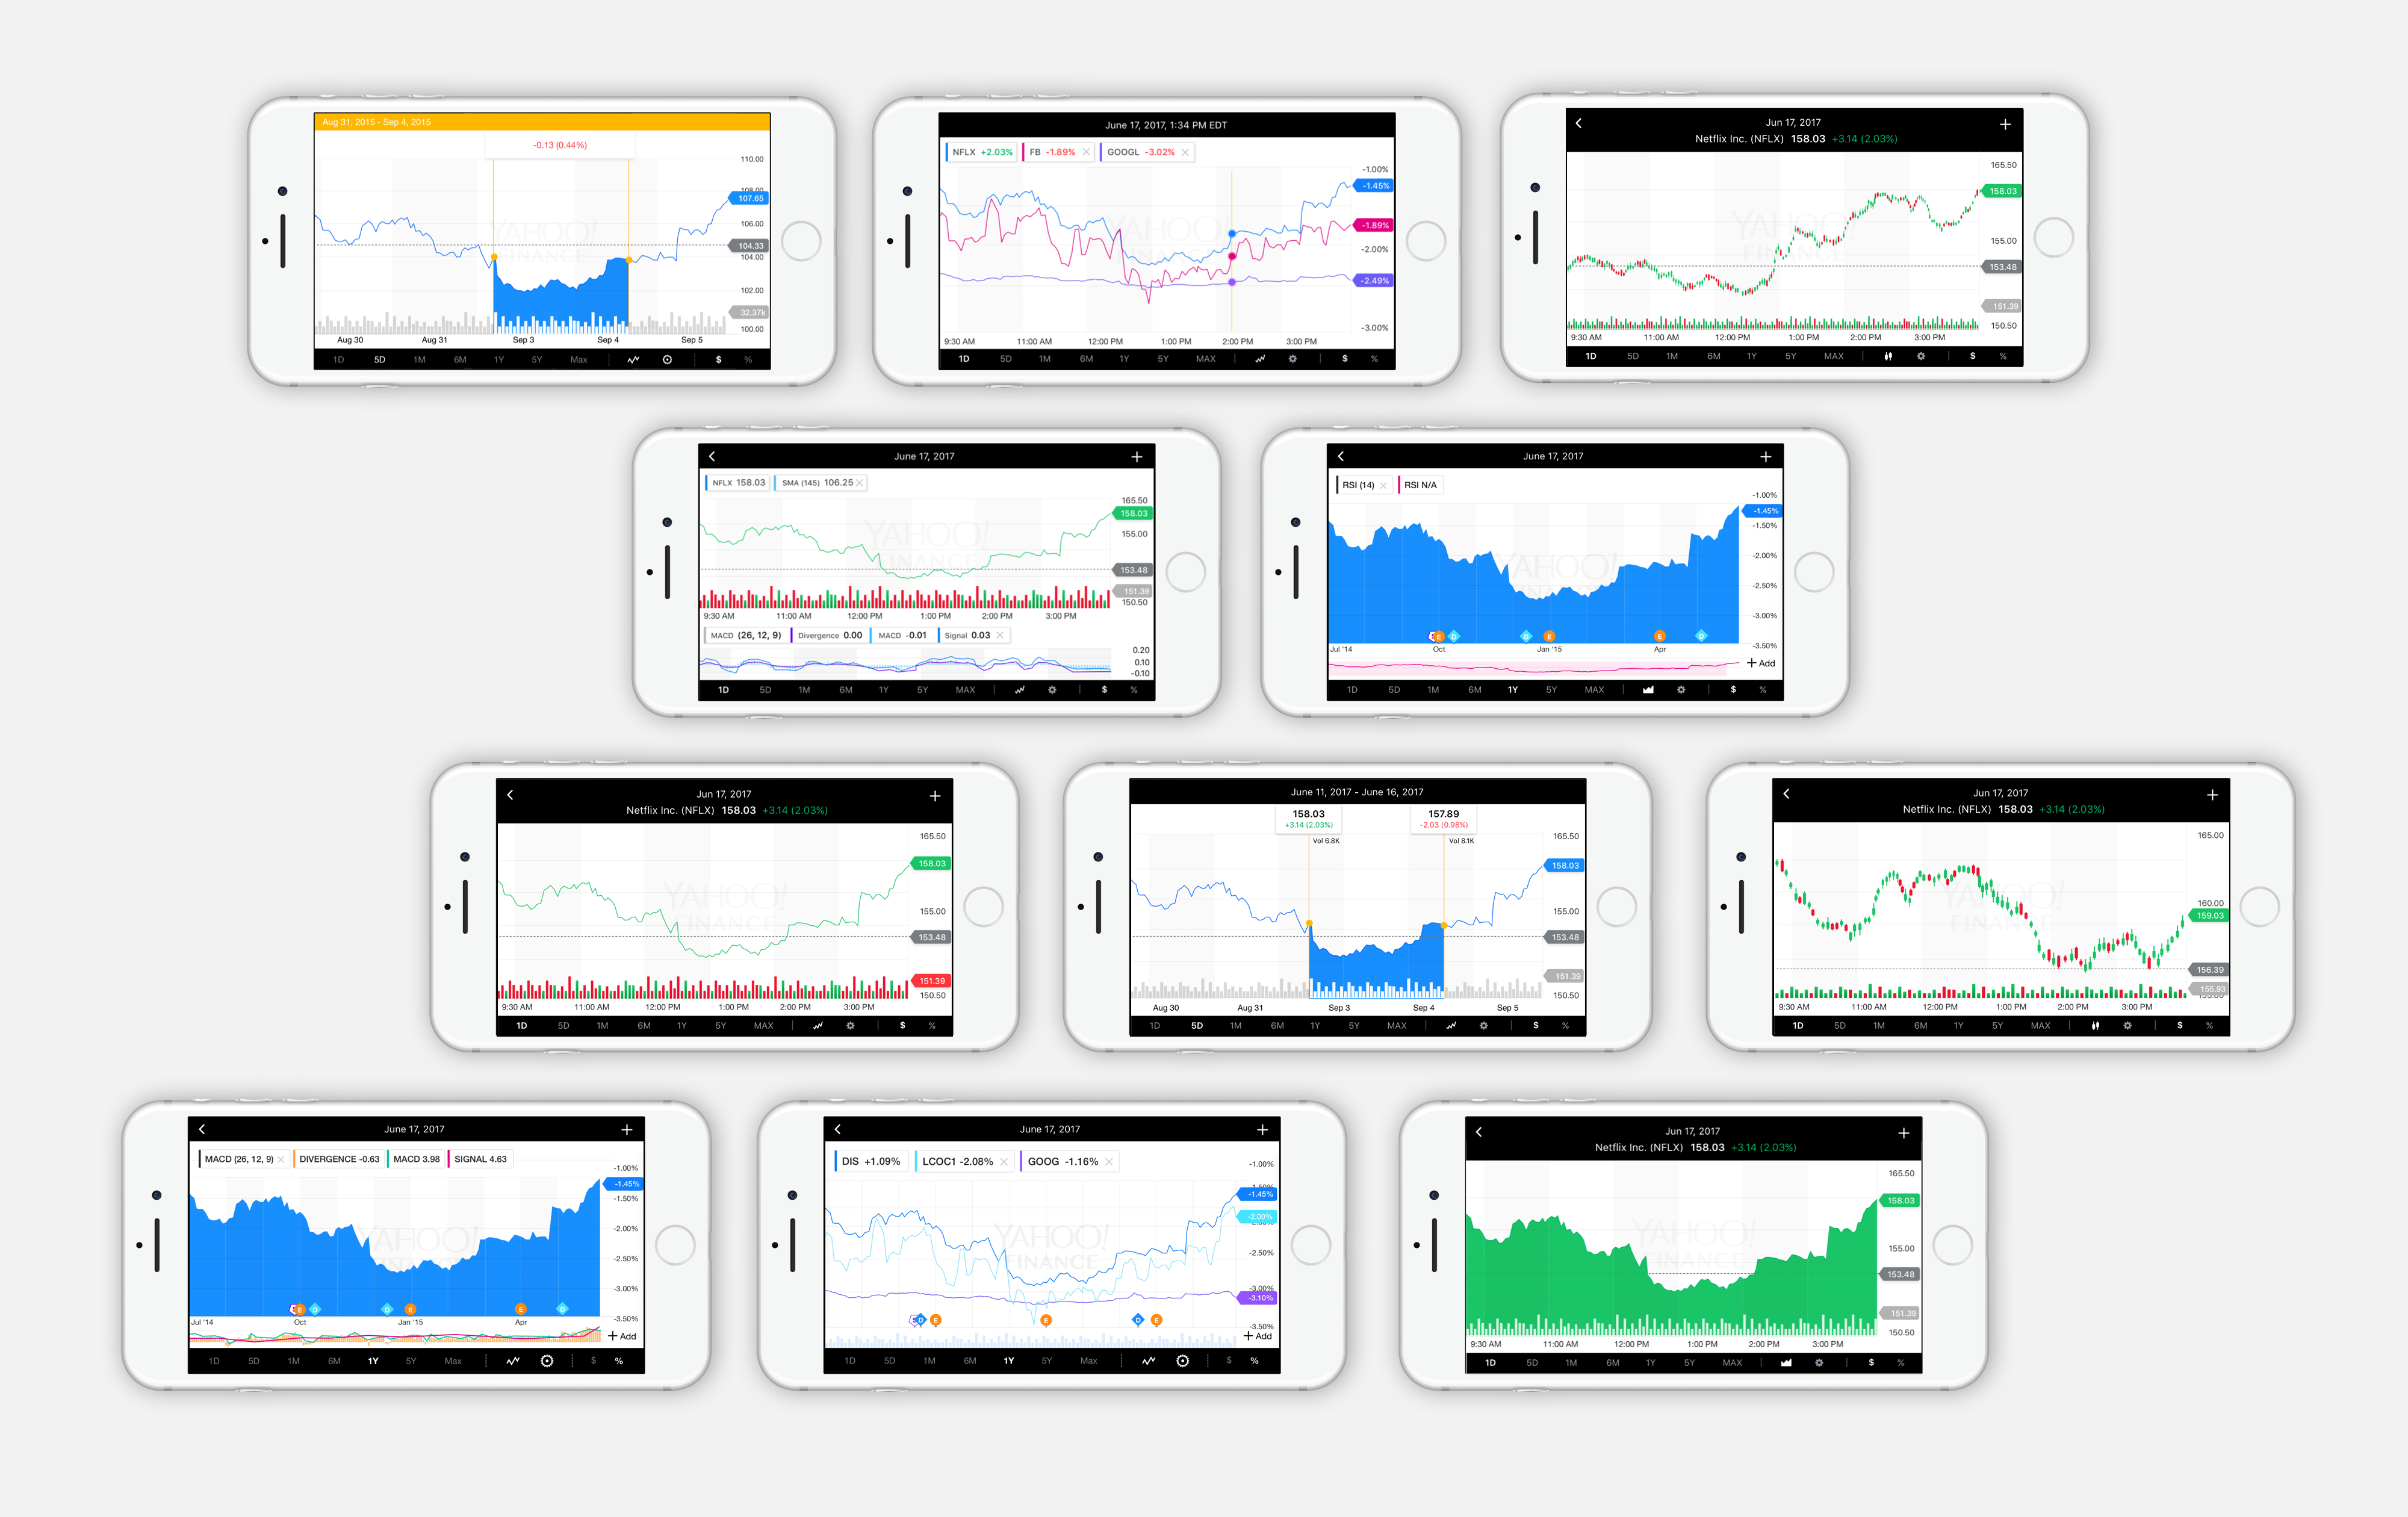 Aug 31, 2015 - Sep 4, 2015
-0.13 (0.44%)
YAHOO!
FINANCE
110.00
108.00
107.65
106.00
104.33
104.00
102.00
32.37k
100.00
Aug 30 Aug 31 Sep 3 Sep 4 Sep 5
1D 5D 1M 6M 1Y 5Y Max $ %
June 17, 2017, 1:34 PM EDT
NFLX +2.03% FB -1.89% GOOGL -3.02%
YAHOO!
FINANCE
-1.00%
-1.45%
-1.89%
-2.00%
-2.49%
-3.00%
9:30 AM 11:00 AM 12:00 PM 1:00 PM 2:00 PM 3:00 PM
1D 5D 1M 6M 1Y 5Y MAX $ %
Jun 17, 2017
Netflix Inc. (NFLX) 158.03 +3.14 (2.03%)
YAHOO!
FINANCE
165.50
158.03
155.00
153.48
151.39
150.50
9:30 AM 11:00 AM 12:00 PM 1:00 PM 2:00 PM 3:00 PM
1D 5D 1M 6M 1Y 5Y MAX $ %
June 17, 2017
NFLX 158.03 SMA (145) 106.25
YAHOO!
FINANCE
165.50
158.03
155.00
153.48
151.39
150.50
9:30 AM 11:00 AM 12:00 PM 1:00 PM 2:00 PM 3:00 PM
MACD (26, 12, 9) Divergence 0.00 MACD -0.01 Signal 0.03
0.20
0.10
-0.10
1D 5D 1M 6M 1Y 5Y MAX $ %
June 17, 2017
RSI (14) RSI N/A
YAHOO!
-1.00%
-1.45%
-1.50%
-2.00%
-2.50%
-3.00%
-3.50%
E D D E E D
Jul '14 Oct Jan '15 Apr
+ Add
1D 5D 1M 6M 1Y 5Y MAX $ %
Jun 17, 2017
Netflix Inc. (NFLX) 158.03 +3.14 (2.03%)
YAHOO!
FINANCE
165.50
158.03
155.00
153.48
151.39
150.50
9:30 AM 11:00 AM 12:00 PM 1:00 PM 2:00 PM 3:00 PM
1D 5D 1M 6M 1Y 5Y MAX $ %
June 11, 2017 - June 16, 2017
158.03 157.89
+3.14 (2.03%) -2.03 (0.98%)
Vol 6.8K Vol 8.1K
165.50
158.03
155.00
153.48
151.39
150.50
Aug 30 Aug 31 Sep 3 Sep 4 Sep 5
1D 5D 1M 6M 1Y 5Y MAX $ %
Jun 17, 2017
Netflix Inc. (NFLX) 158.03 +3.14 (2.03%)
YAHOO!
FINANCE
165.00
160.00
159.03
156.39
155.93
155.00
9:30 AM 11:00 AM 12:00 PM 1:00 PM 2:00 PM 3:00 PM
1D 5D 1M 6M 1Y 5Y MAX $ %
June 17, 2017
MACD (26, 12, 9) DIVERGENCE -0.63 MACD 3.98 SIGNAL 4.63
AHOO!
-1.00%
-1.45%
-1.50%
-2.00%
-2.50%
-3.00%
-3.50%
E D D E E D
Jul '14 Oct Jan '15 Apr
+ Add
1D 5D 1M 6M 1Y 5Y Max $ %
June 17, 2017
DIS +1.09% LCOC1 -2.08% GOOG -1.16%
YAHOO!
FINANCE
-1.00%
-1.50%
-1.45%
-2.00%
-2.50%
-3.00%
-3.10%
-3.50%
D E E D E
+ Add
1D 5D 1M 6M 1Y 5Y Max $ %
Jun 17, 2017
Netflix Inc. (NFLX) 158.03 +3.14 (2.03%)
YAHOO!
FINANCE
165.50
158.03
155.00
153.48
151.39
150.50
9:30 AM 11:00 AM 12:00 PM 1:00 PM 2:00 PM 3:00 PM
1D 5D 1M 6M 1Y 5Y MAX $ %